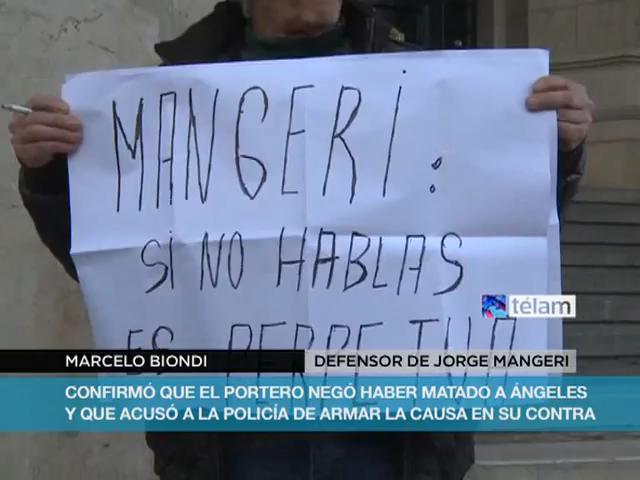 MANGERI:
SI NO HABLAS
ES PERPETUO
télam
MARCELO BIONDI
DEFENSOR DE JORGE MANGERI
CONFIRMÓ QUE EL PORTERO NEGÓ HABER MATADO A ÁNGELES
Y QUE ACUSÓ A LA POLICÍA DE ARMAR LA CAUSA EN SU CONTRA